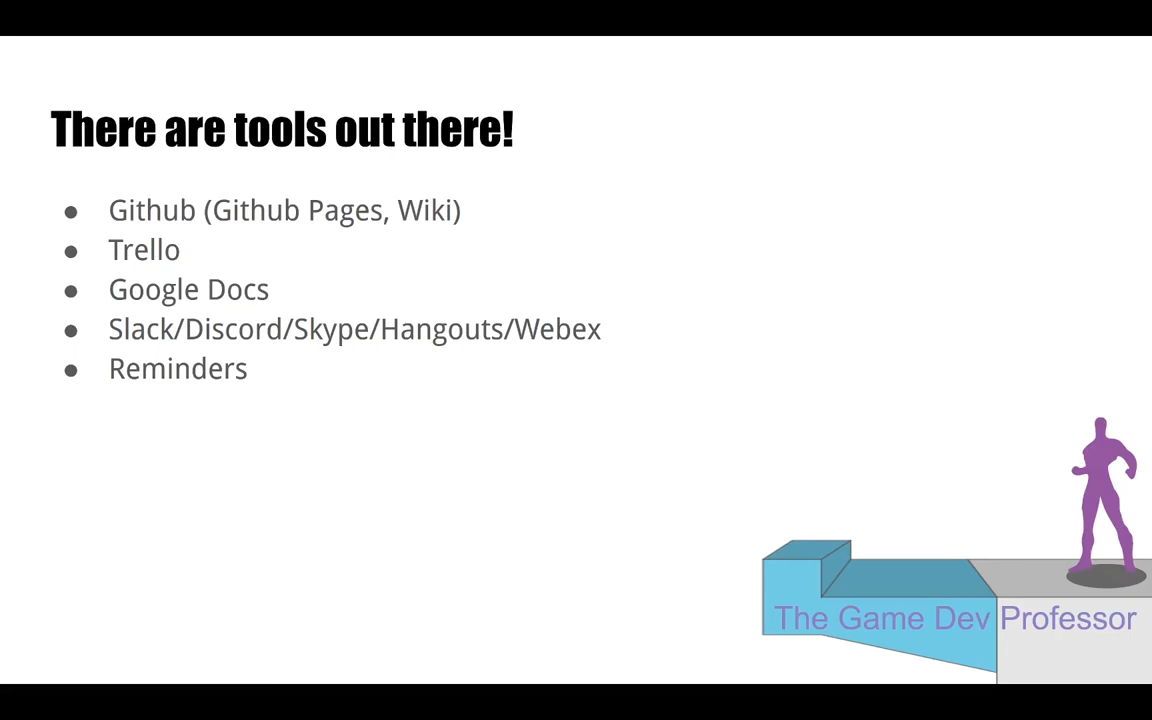 There are tools out there!
● Github (Github Pages, Wiki)
● Trello
● Google Docs
● Slack/Discord/Skype/Hangouts/Webex
● Reminders
The Game Dev Professor